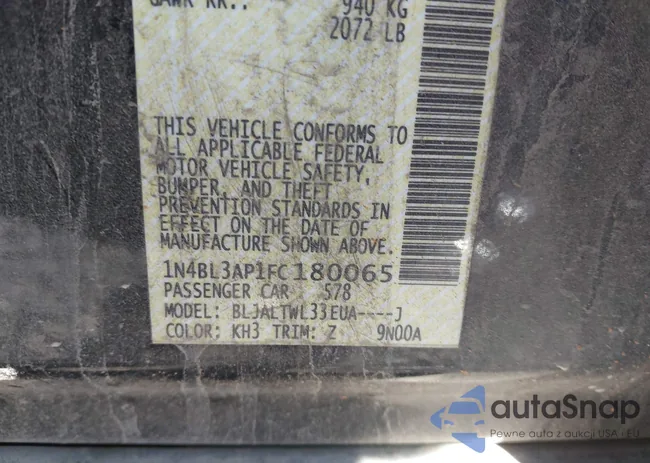 GAWR RR.: 940 KG
2072 LB
THIS VEHICLE CONFORMS TO
ALL APPLICABLE FEDERAL
MOTOR VEHICLE SAFETY,
BUMPER, AND THEFT
PREVENTION STANDARDS IN
EFFECT ON THE DATE OF
MANUFACTURE SHOWN ABOVE.
1N4BL3AP1FC180065
PASSENGER CAR 578
MODEL: BLJALTWL33EUA----J
COLOR: KH3 TRIM: Z 9N00A
autaSnap
Pewne auta z aukcji USA i EU